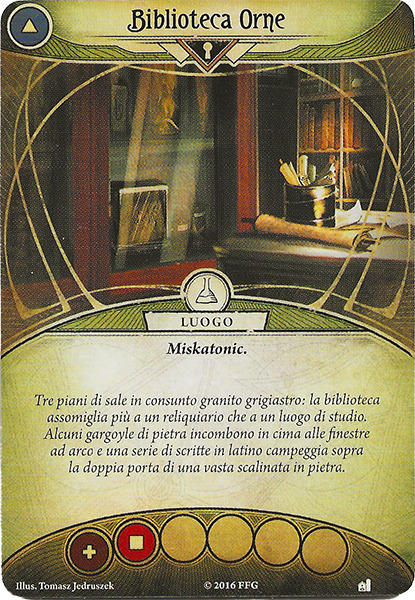 Biblioteca Orne
LUOGO
Miskatonic.
Tre piani di sale in consunto granito grigiastro: la biblioteca
assomiglia più a un reliquiario che a un luogo di studio.
Alcuni gargoyle di pietra incombono in cima alle finestre
ad arco e una serie di scritte in latino campeggia sopra
la doppia porta di una vasta scalinata in pietra.
Illus. Tomasz Jedruszek
© 2016 FFG